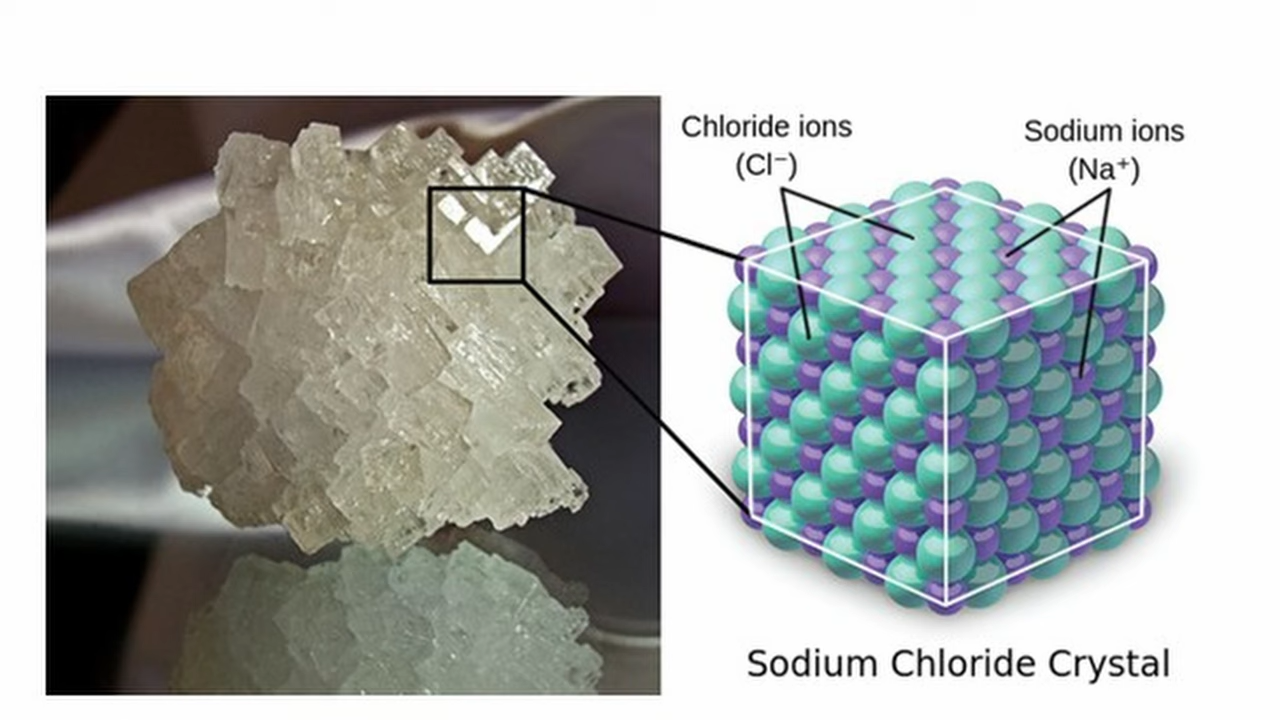 Chloride ions
(Cl⁻)
Sodium ions
(Na⁺)
Sodium Chloride Crystal